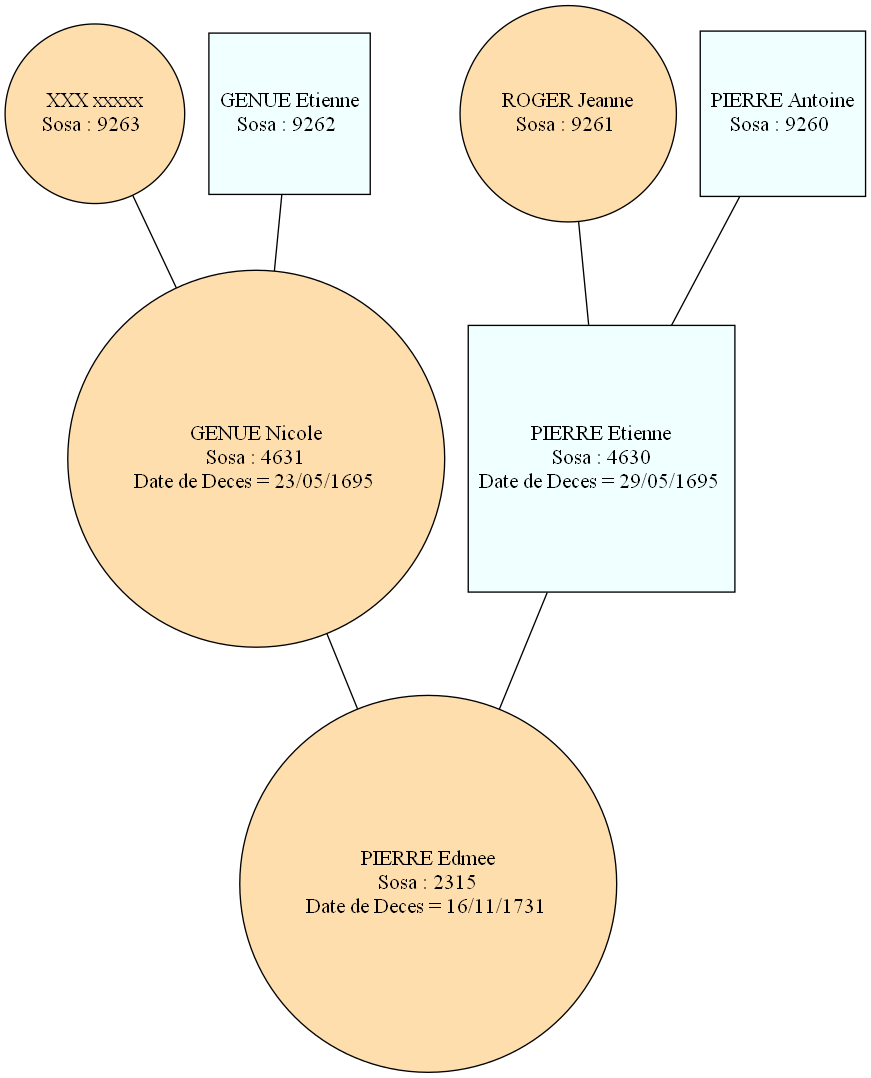 XXX xxxxx
Sosa : 9263
GENUE Etienne
Sosa : 9262
ROGER Jeanne
Sosa : 9261
PIERRE Antoine
Sosa : 9260
GENUE Nicole
Sosa : 4631
Date de Deces = 23/05/1695
PIERRE Etienne
Sosa : 4630
Date de Deces = 29/05/1695
PIERRE Edmee
Sosa : 2315
Date de Deces = 16/11/1731